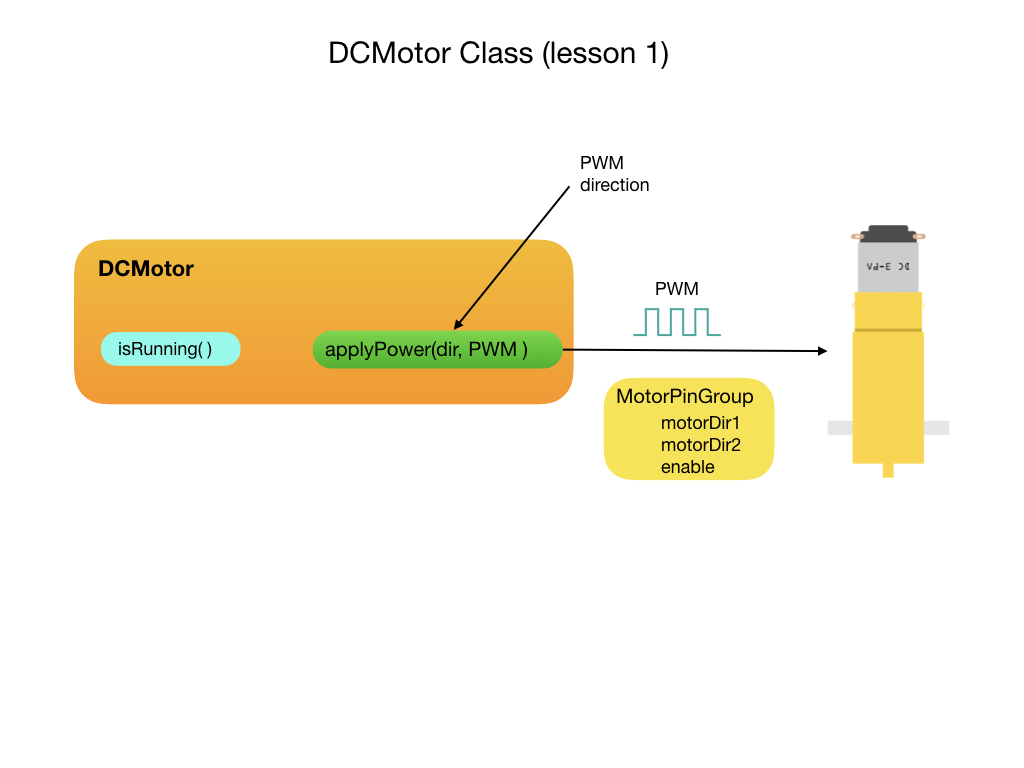 DCMotor Class (lesson 1)
PWM
direction
DCMotor
isRunning( )
applyPower(dir, PWM )
PWM
MotorPinGroup
motorDir1
motorDir2
enable
DC 3-PA